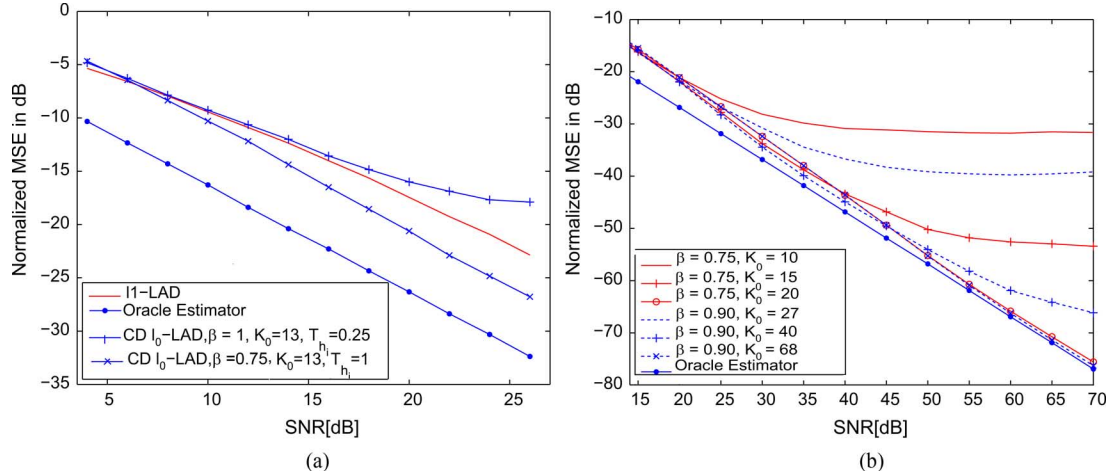 (a)
Normalized MSE in dB
0
−5
−10
−15
−20
−25
−30
−35
5
10
15
20
25
SNR[dB]
l1−LAD
Oracle Estimator
CD l₀−LAD,β = 1, K₀=13, T_hᵢ=0.25
CD l₀−LAD,β =0.75, K₀=13,T_hᵢ=1
(a)
(b)
Normalized MSE in dB
−10
−20
−30
−40
−50
−60
−70
−80
15
20
25
30
35
40
45
50
55
60
65
70
SNR[dB]
β = 0.75, K₀ = 10
β = 0.75, K₀ = 15
β = 0.75, K₀ = 20
β = 0.90, K₀ = 27
β = 0.90, K₀ = 40
β = 0.90, K₀ = 68
Oracle Estimator
(b)